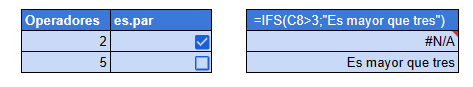 Operadores es.par =IFS(C8>3;"Es mayor que tres")
2 #N/A
5 Es mayor que tres